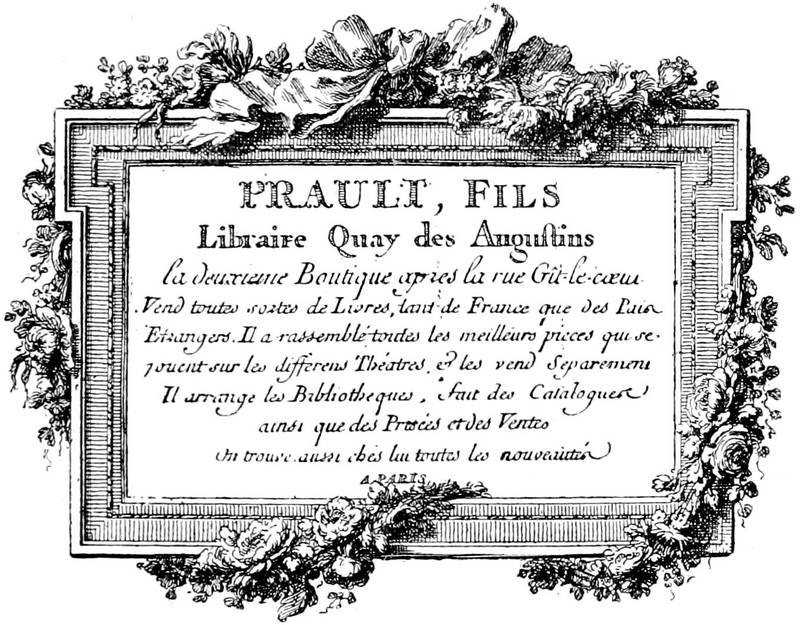 PRAULT, FILS
Libraire Quay des Augustins
la deuxieme Boutique apres la rue Gît-le-cœur
Vend toutes sortes de Livres, tant de France que des Païs
Etrangers. Il a rassemblé toutes les meilleurs pieces qui se
jouent sur les differens Théatres, et les vend Separement
Il arrange les Bibliotheques, fait des Catalogues
ainsi que des Prisées et des Ventes
On trouve aussi chés lui toutes les nouveautés
A PARIS